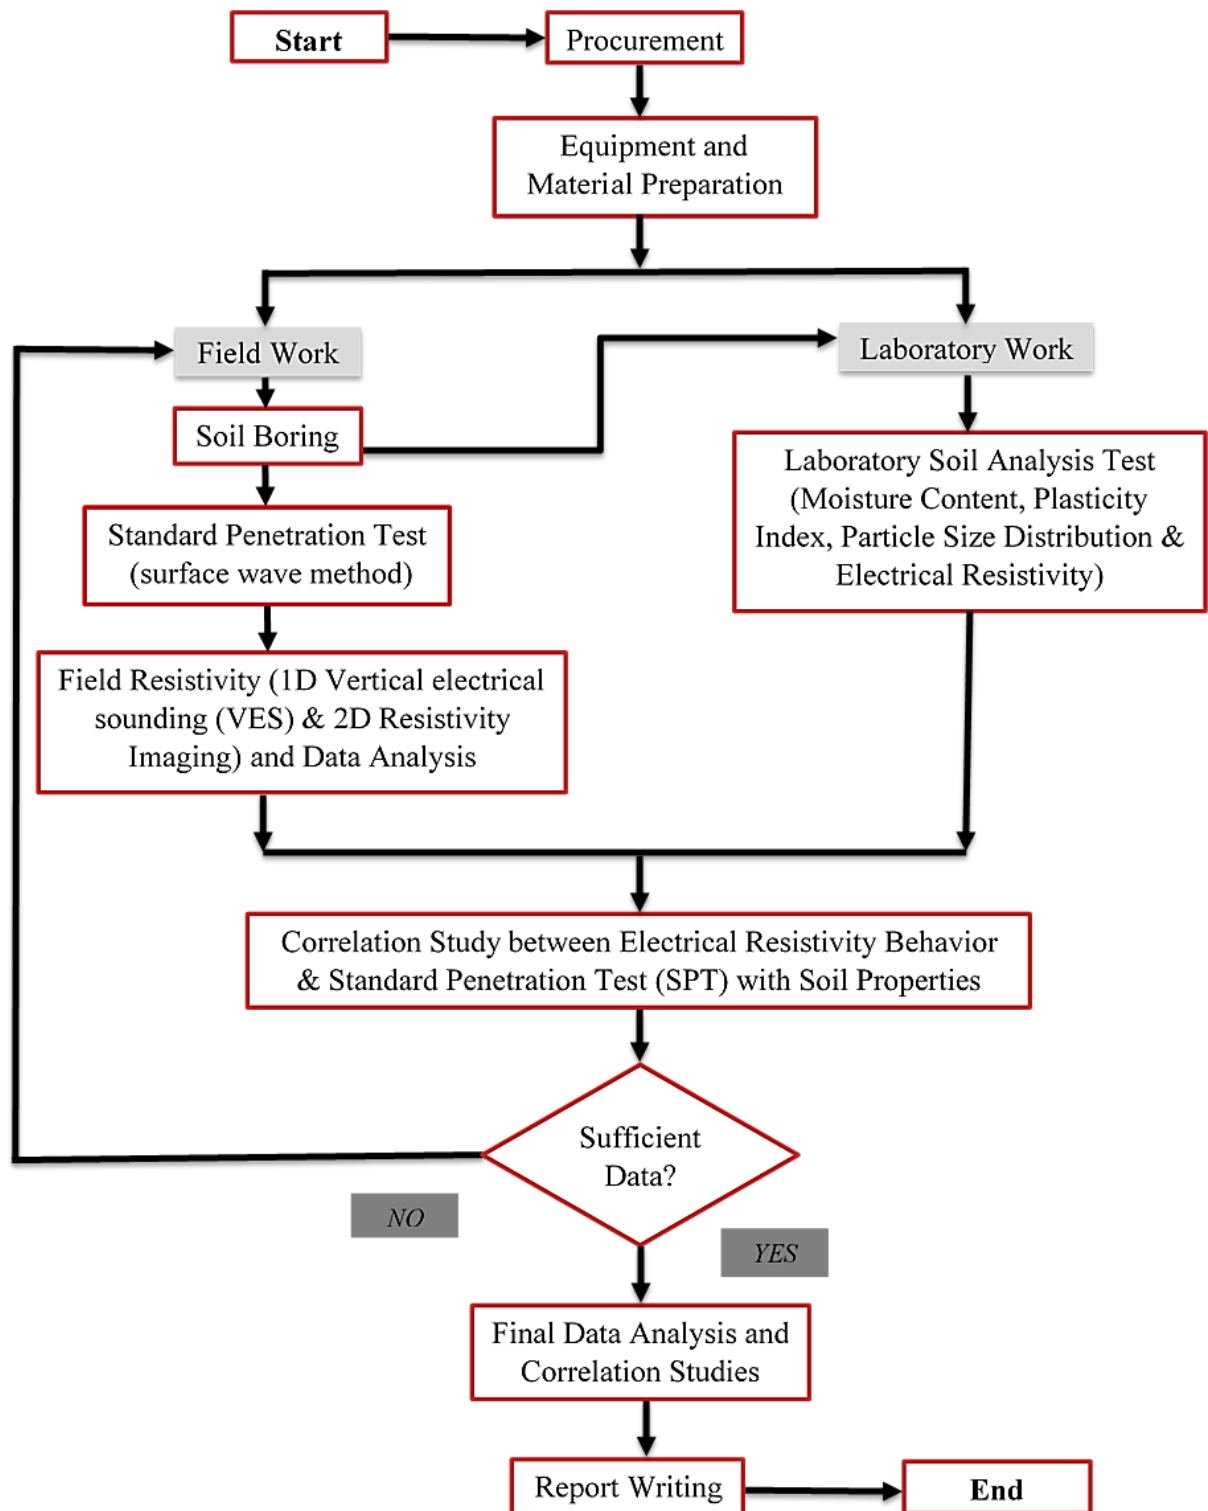 Start
Procurement
Equipment and
Material Preparation
Field Work
Laboratory Work
Soil Boring
Laboratory Soil Analysis Test
(Moisture Content, Plasticity
Index, Particle Size Distribution &
Electrical Resistivity)
Standard Penetration Test
(surface wave method)
Field Resistivity (1D Vertical electrical
sounding (VES) & 2D Resistivity
Imaging) and Data Analysis
Correlation Study between Electrical Resistivity Behavior
& Standard Penetration Test (SPT) with Soil Properties
Sufficient
Data?
NO
YES
Final Data Analysis and
Correlation Studies
Report Writing
End